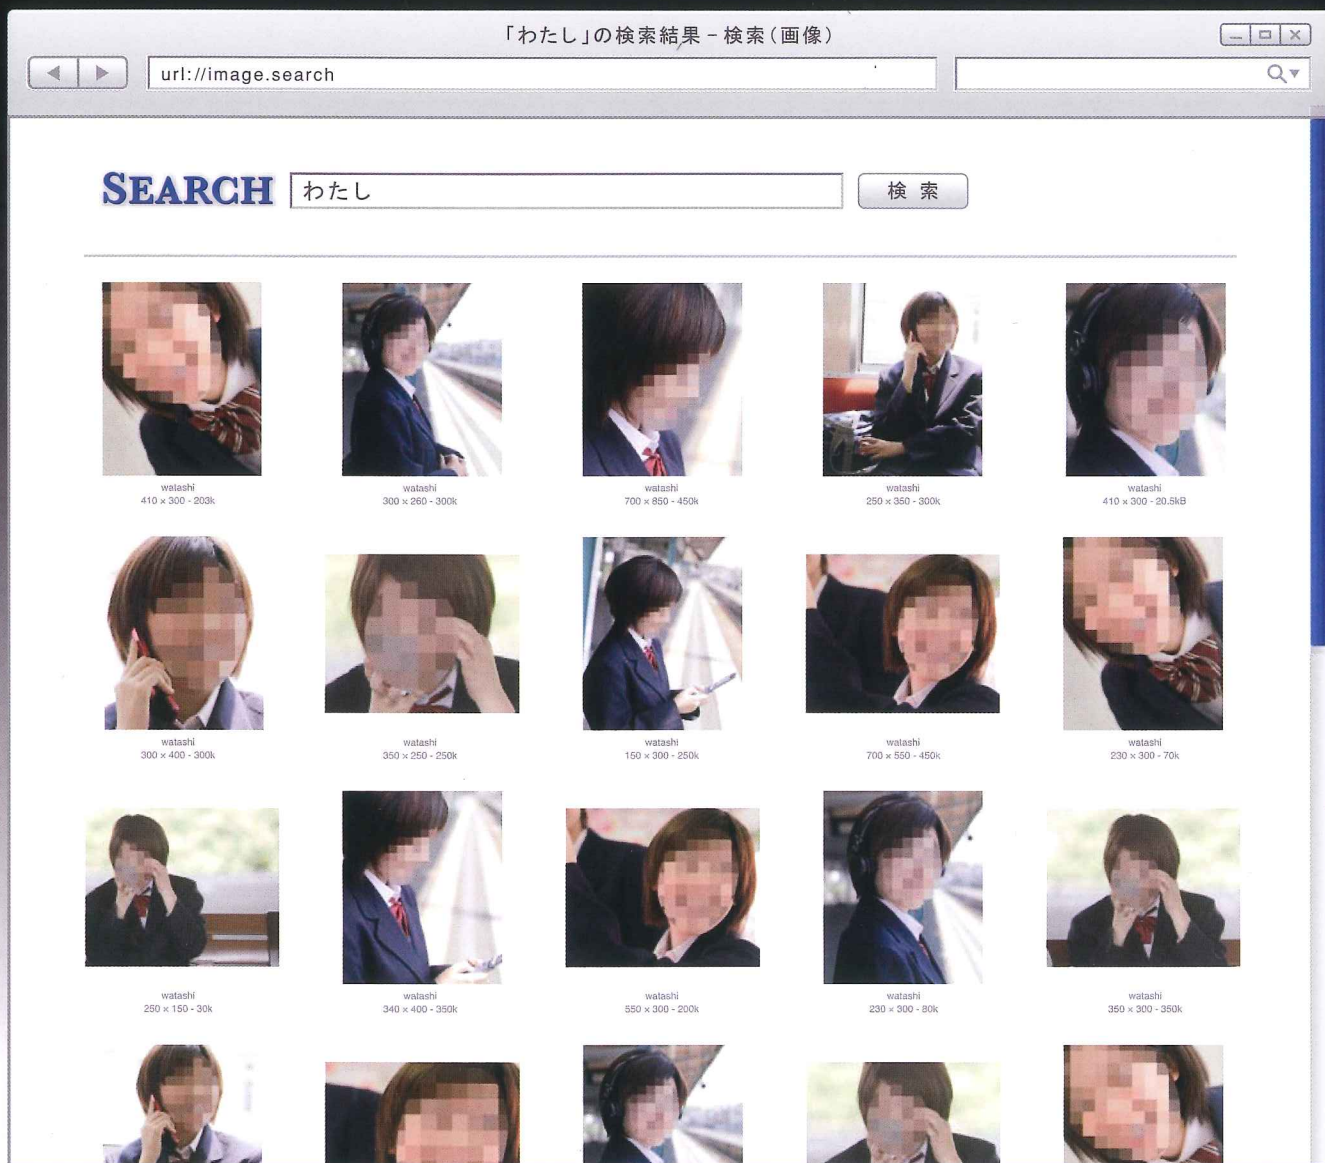 「わたし」の検索結果－検索（画像）
url://image.search
SEARCH わたし 検索
watashi
410 × 300 - 203k
watashi
300 × 260 - 300k
watashi
700 × 850 - 450k
watashi
250 × 350 - 300k
watashi
410 × 300 - 20.5kB
watashi
300 × 400 - 300k
watashi
350 × 250 - 250k
watashi
150 × 300 - 250k
watashi
700 × 550 - 450k
watashi
230 × 300 - 70k
watashi
250 × 150 - 30k
watashi
340 × 400 - 350k
watashi
550 × 300 - 200k
watashi
230 × 300 - 80k
watashi
350 × 300 - 350k